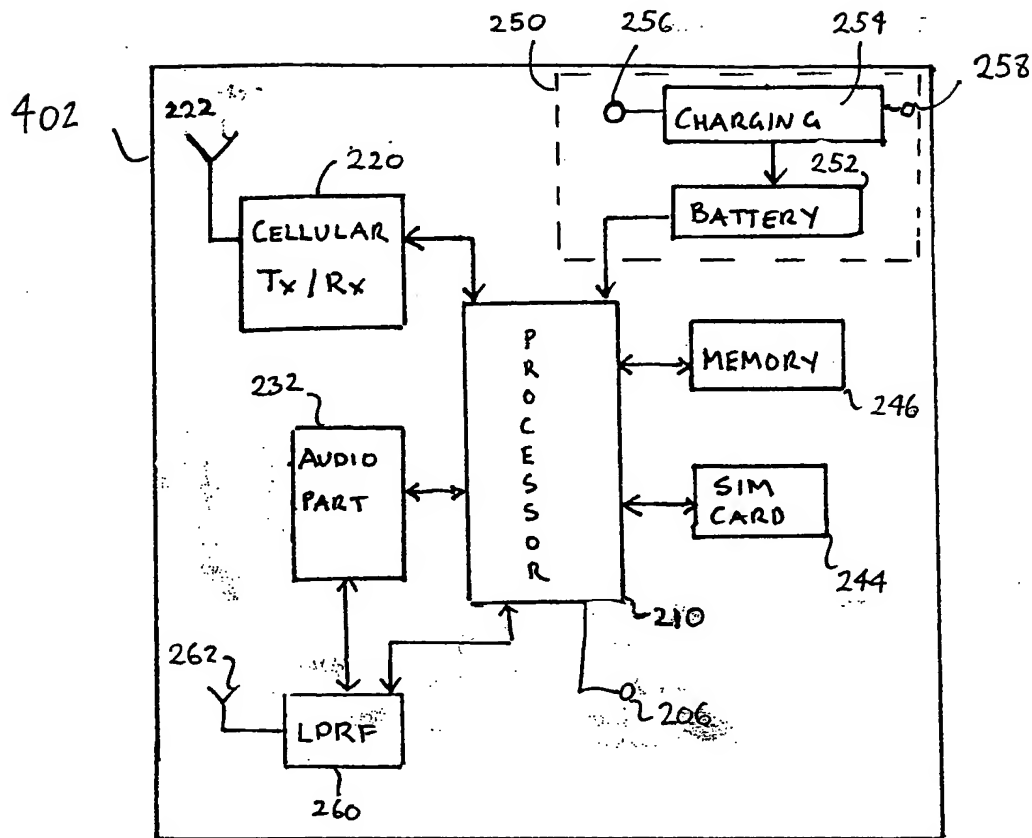 250
256
254
258
402
222
CHARGING
220
252
CELLULAR
Tx/Rx
BATTERY
PROCESSOR
MEMORY
232
246
AUDIO
PART
SIM
CARD
244
210
262
LPRF
206
260